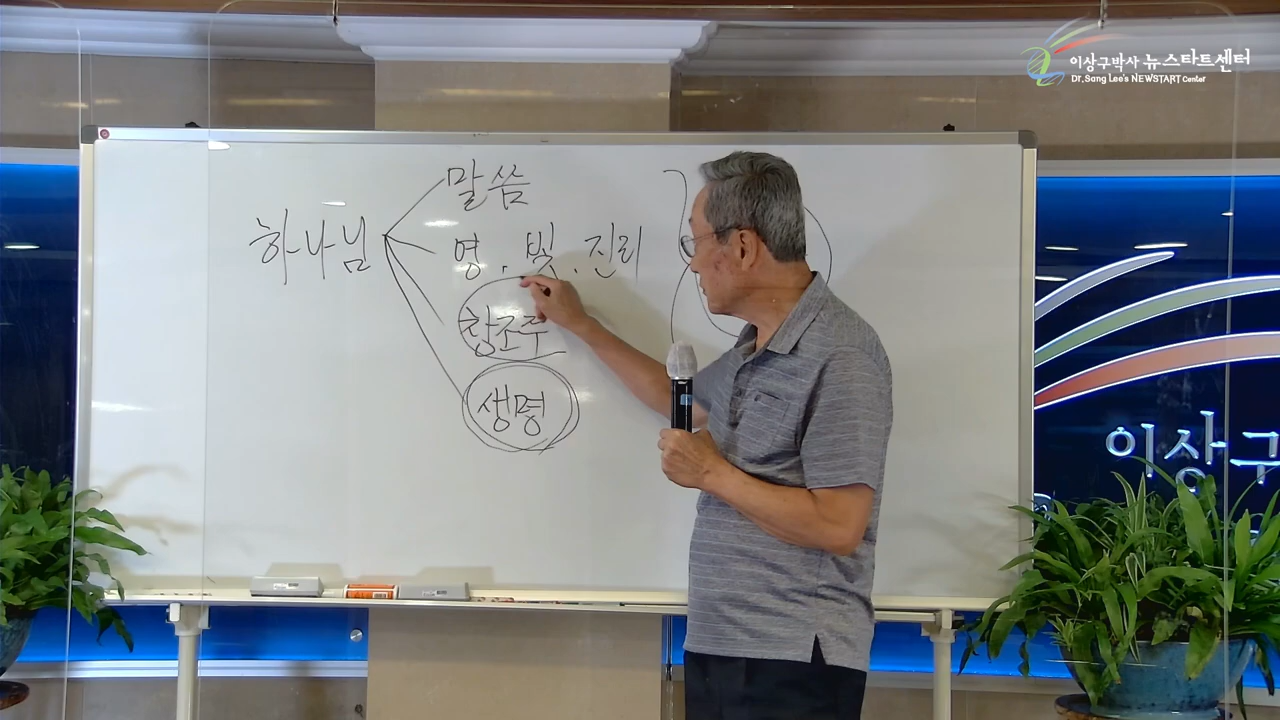 이상구박사 뉴스타트센터
Dr. Sang Lee's NEWSTART Center
말씀
하나님
영 . 빛 . 진리
창조주
생명
이상구